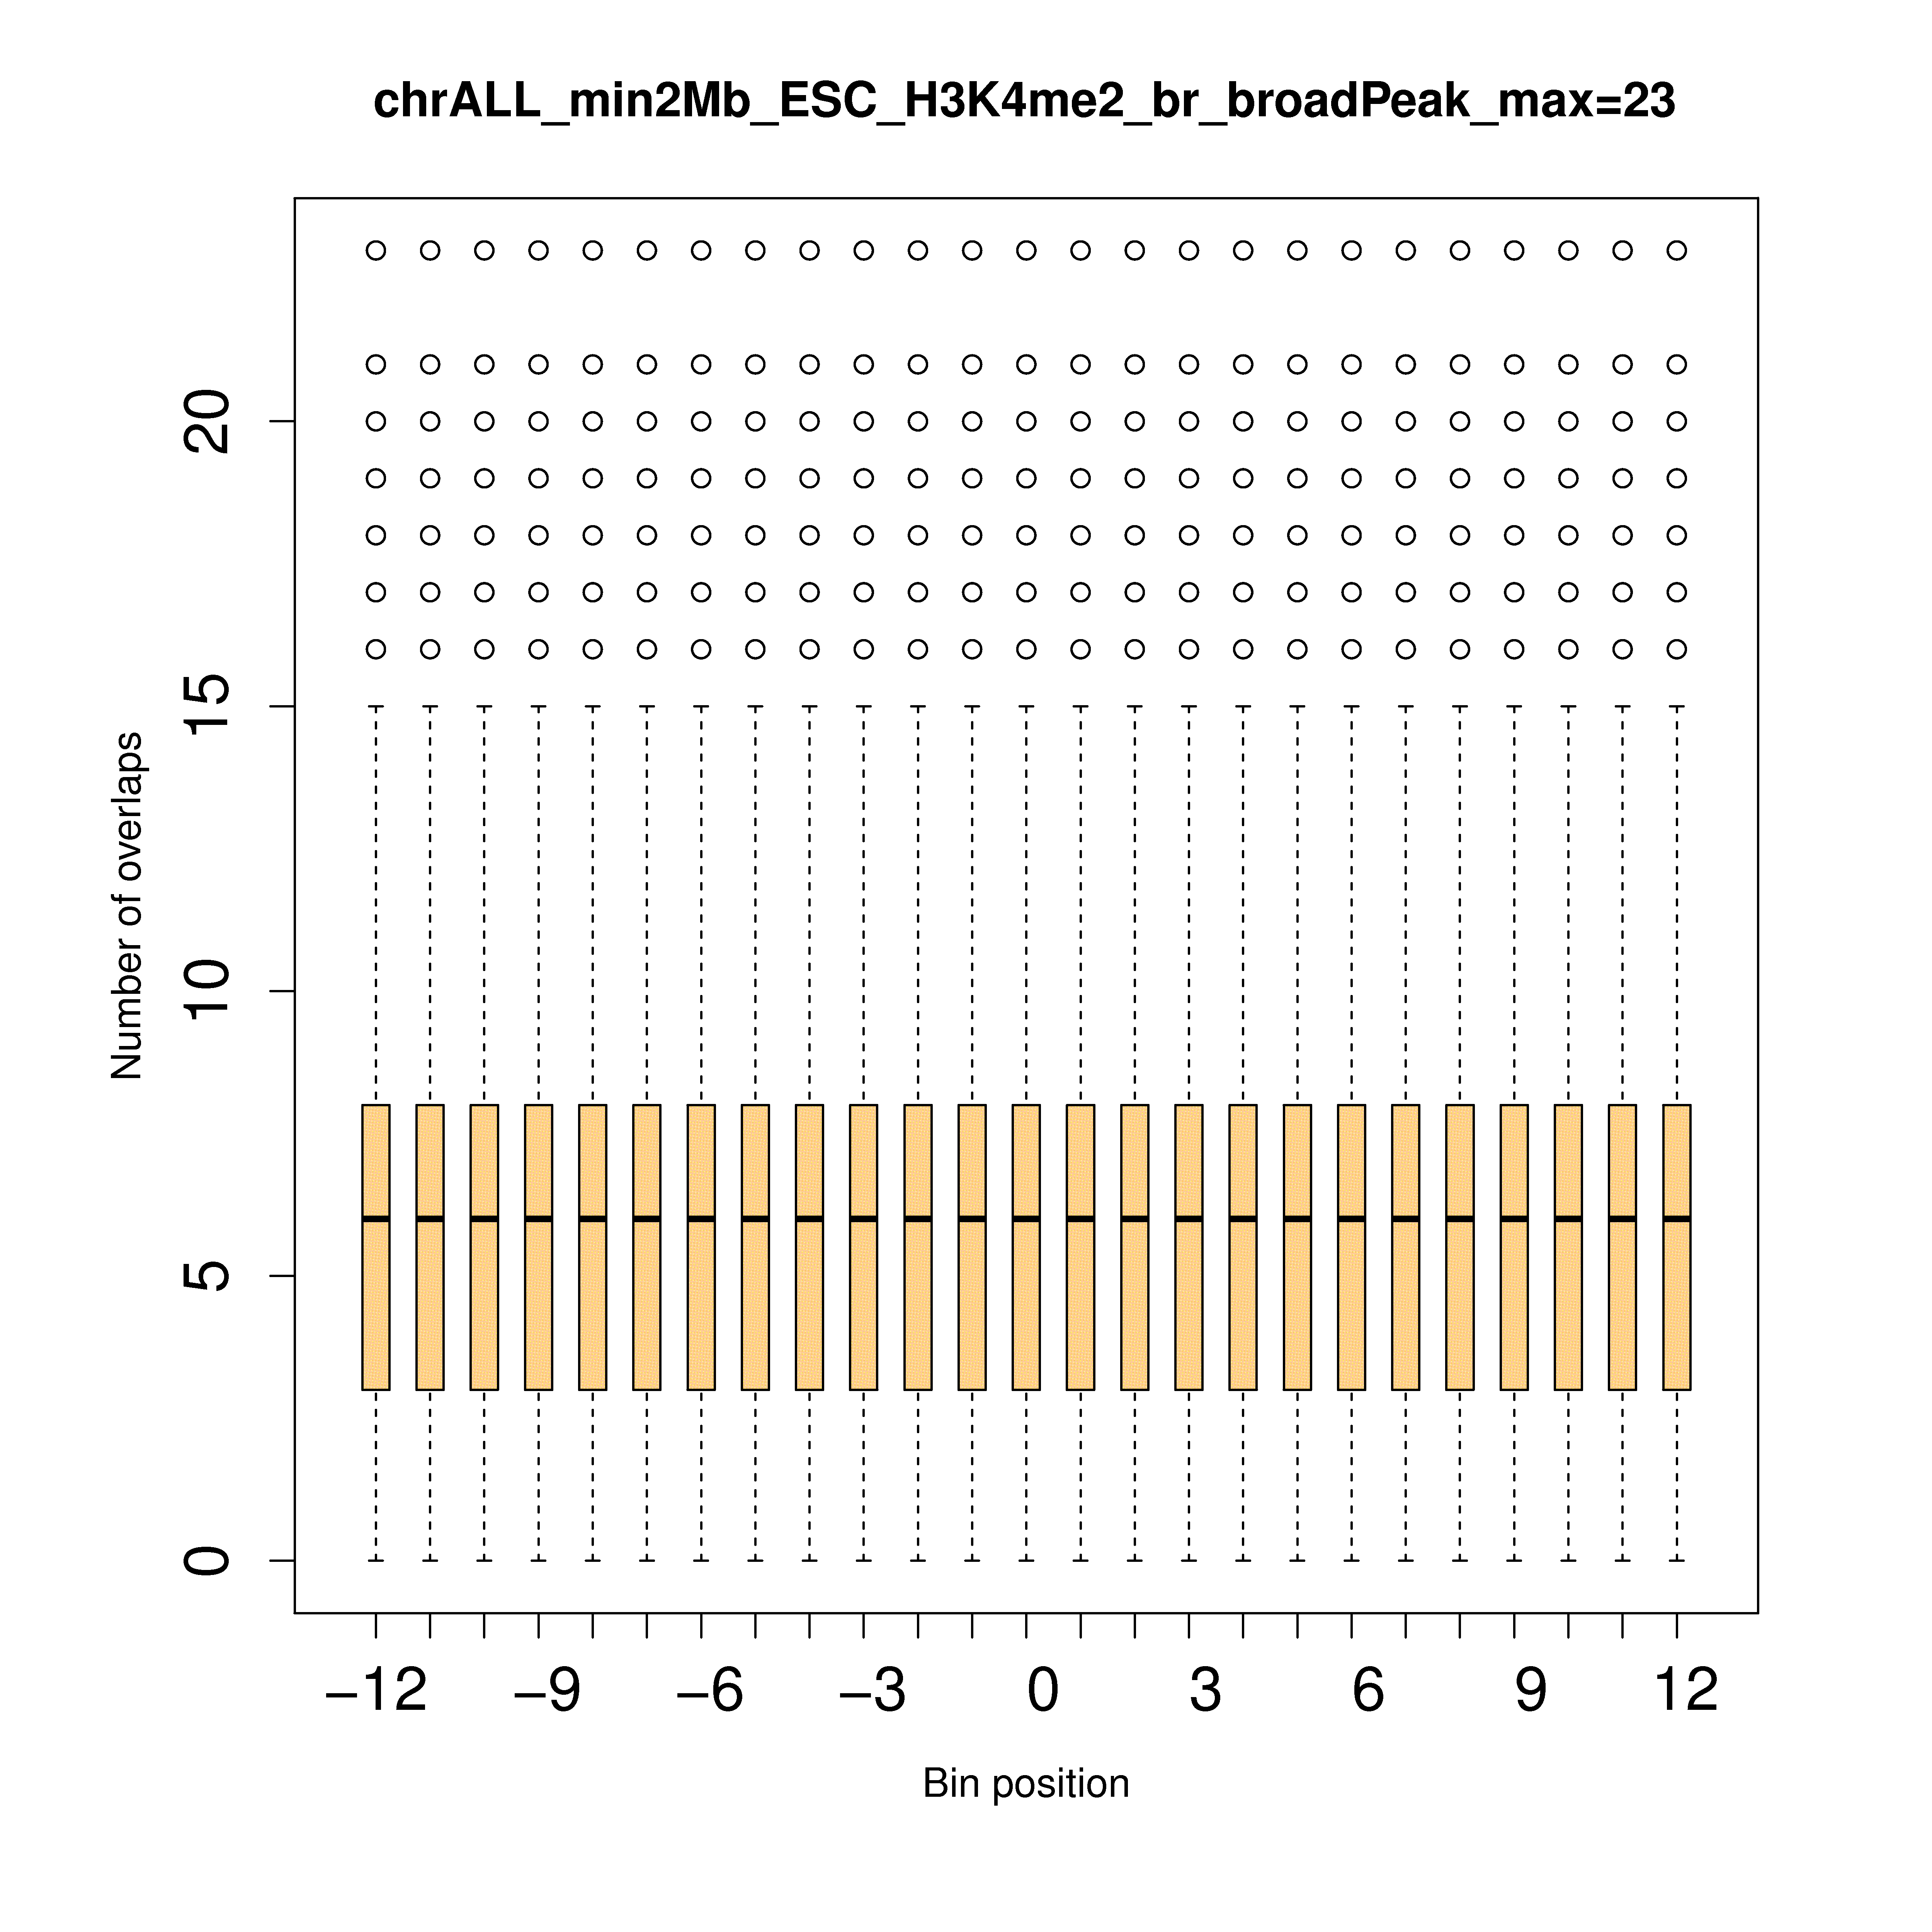 chrALL_min2Mb_ESC_H3K4me2_br_broadPeak_max=23
Number of overlaps
20
15
10
5
0
−12 −9 −6 −3 0 3 6 9 12
Bin position